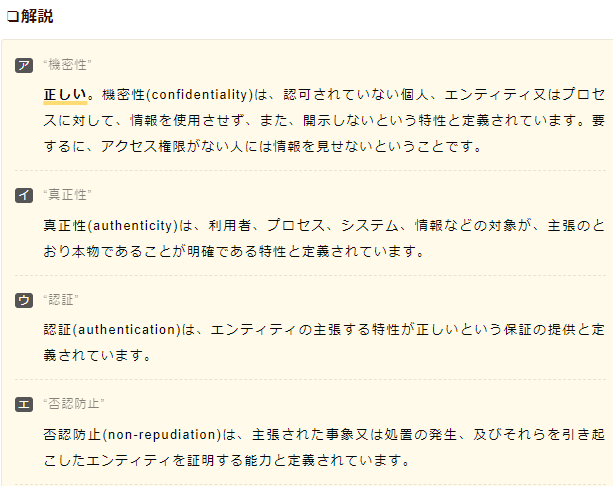 ❏解説
ア “機密性”
正しい。機密性(confidentiality)は、認可されていない個人、エンティティ又はプロセ
スに対して、情報を使用させず、また、開示しないという特性と定義されています。要
するに、アクセス権限がない人には情報を見せないということです。
イ “真正性”
真正性(authenticity)は、利用者、プロセス、システム、情報などの対象が、主張のと
おり本物であることが明確である特性と定義されています。
ウ “認証”
認証(authentication)は、エンティティの主張する特性が正しいという保証の提供と定
義されています。
エ “否認防止”
否認防止(non-repudiation)は、主張された事象又は処置の発生、及びそれらを引き起
こしたエンティティを証明する能力と定義されています。